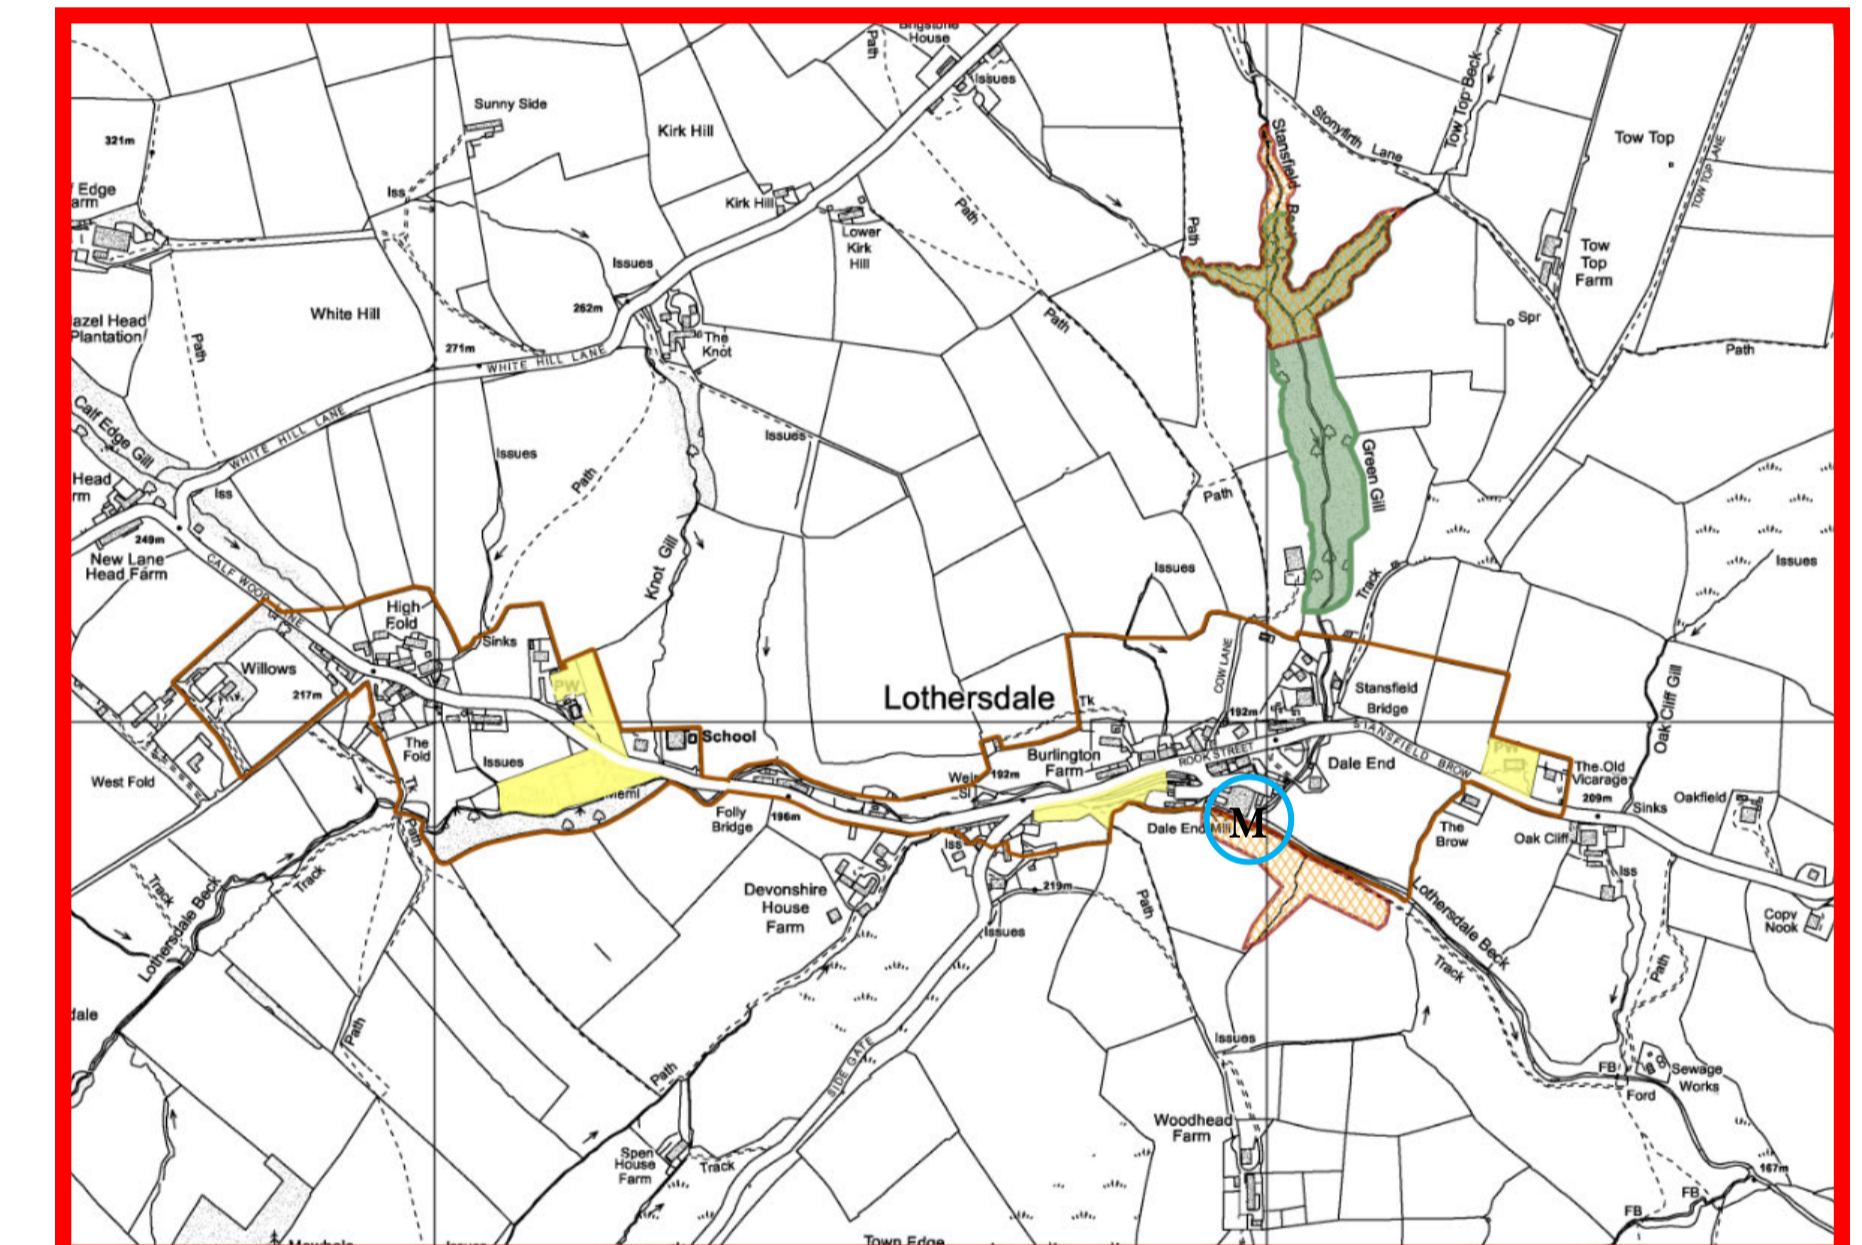 House
Issues
Path
Sunny Side
Kirk Hill
321m
Stonyfirth Lane
Tow Top Beck
Tow Top
TOW TOP LANE
Stansfield
Edge
arm
Iss
Kirk Hill
Path
Path
Lower
Kirk
Hill
Tow
Top
Farm
Issues
262m
White Hill
azel Head
Plantation
Path
271m
WHITE HILL LANE
The
Knot
Path
Spr
Path
Calf Edge Gill
WHITE HILL LANE
Issues
Issues
Green Gill
Head
rm
Iss
Path
Path
249m
New Lane
Head Farm
CALF WOOD LANE
Knot Gill
Issues
Track
Issues
High
Fold
Sinks
Willows
217m
PW
Lothersdale
COW LANE
Stansfield
Bridge
Oak Cliff Gill
Tk
192m
School
The
Fold
Issues
Burlington
Farm
ROOK STREET
STANSFIELD BROW
PW
Dale End
The Old
Vicarage
West Fold
Tk
Weir
Sl
192m
209m
Sinks
Oakfield
Meml
Folly
Bridge
196m
Dale End Mill
M
The
Brow
Oak Cliff
Path
Iss
Iss
Track
Track
Lothersdale Beck
Devonshire
House
Farm
219m
Path
Issues
Lothersdale Beck
Track
Copy
Nook
Path
dale
Path
Issues
SIDE GATE
Path
FB
Sewage
Works
Ford
Woodhead
Farm
Spen
House
Farm
Track
167m
FB
FB
Town Edge